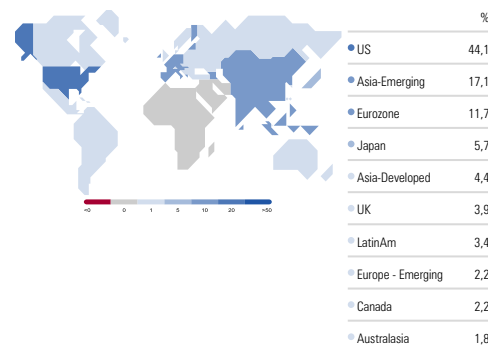 %
US 44,1
Asia-Emerging 17,1
Eurozone 11,7
Japan 5,7
Asia-Developed 4,4
UK 3,9
LatinAm 3,4
Europe - Emerging 2,2
Canada 2,2
Australasia 1,8
<0 0 1 5 10 20 >50